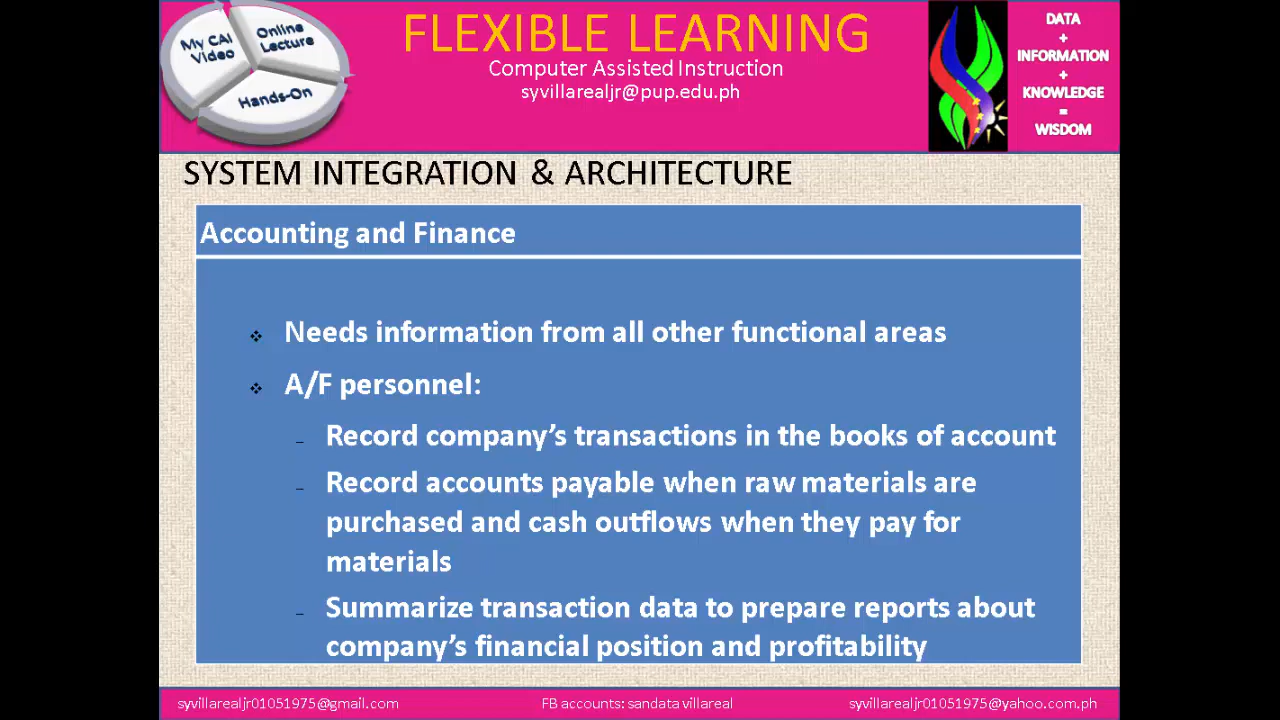 My CAI
Video
Online
Lecture
Hands-On
FLEXIBLE LEARNING
Computer Assisted Instruction
syvillarealjr@pup.edu.ph
DATA
+
INFORMATION
+
KNOWLEDGE
=
WISDOM
SYSTEM INTEGRATION & ARCHITECTURE
Accounting and Finance
Needs information from all other functional areas
A/F personnel:
– Record company’s transactions in the books of account
– Record accounts payable when raw materials are
purchased and cash outflows when they pay for
materials
– Summarize transaction data to prepare reports about
company’s financial position and profitability
syvillarealjr01051975@gmail.com
FB accounts: sandata villareal
syvillarealjr01051975@yahoo.com.ph